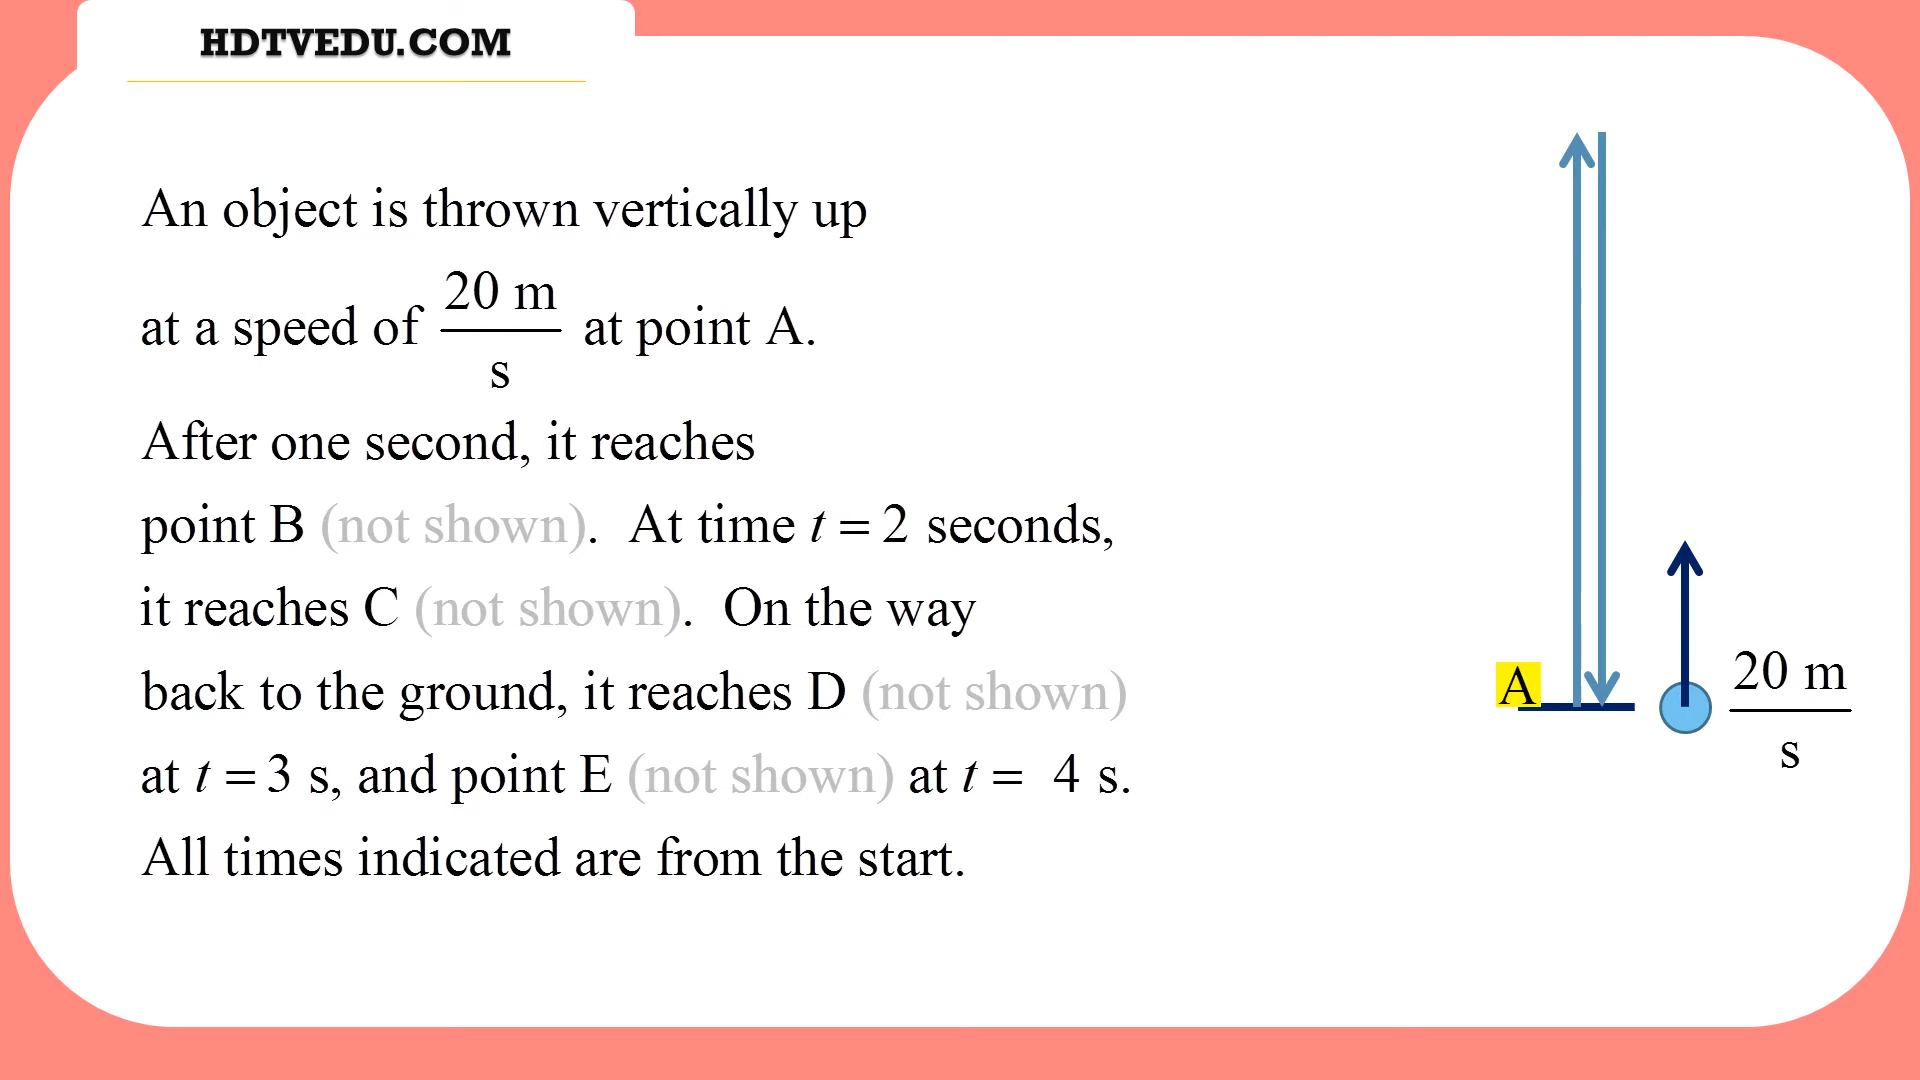 HDTVEDU.COM
An object is thrown vertically up
at a speed of 20 m/s at point A.
After one second, it reaches
point B (not shown). At time t = 2 seconds,
it reaches C (not shown). On the way
back to the ground, it reaches D (not shown)
at t = 3 s, and point E (not shown) at t = 4 s.
All times indicated are from the start.
A
20 m/s